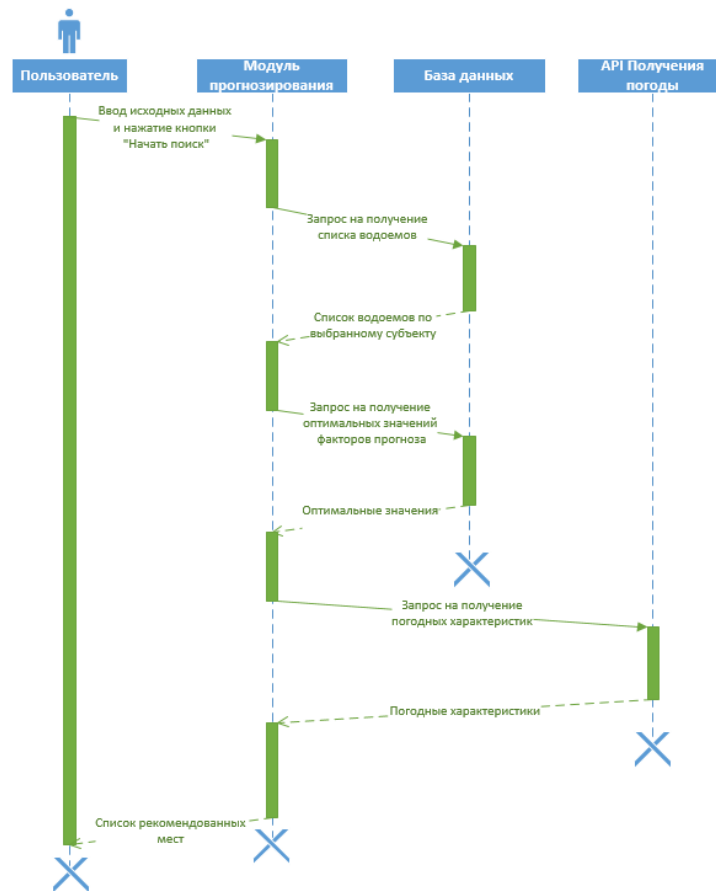 Пользователь
Модуль
прогнозирования
База данных
API Получения
погоды
Ввод исходных данных
и нажатие кнопки
"Начать поиск"
Запрос на получение
списка водоемов
Список водоемов по
выбранному субъекту
Запрос на получение
оптимальных значений
факторов прогноза
Оптимальные значения
Запрос на получение
погодных характеристик
Погодные характеристики
Список рекомендованных
мест